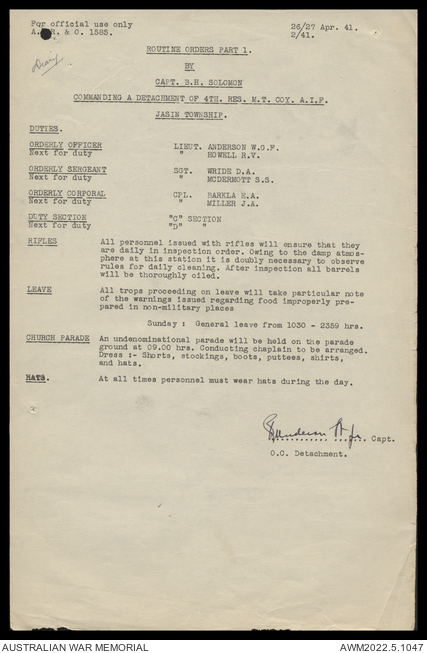 For official use only 26/27 Apr. 41.
A. R. & O. 1585. 2/41.
Diary
ROUTINE ORDERS PART 1.
BY
CAPT. B.H. SOLOMON
COMMANDING A DETACHMENT OF 4TH. RES. M.T. COY. A.I.F.
JASIN TOWNSHIP.
DUTIES.
ORDERLY OFFICER LIEUT. ANDERSON W.G.F.
Next for duty " HOWELL R.V.
ORDERLY SERGEANT SGT. WRIDE D.A.
Next for duty " MCDERMOTT S.S.
ORDERLY CORPORAL CPL. BARKLA E.A.
Next for duty " MILLER J.A.
DUTY SECTION "C" SECTION
Next for duty "D" "
RIFLES All personnel issued with rifles will ensure that they
are daily in inspection order. Owing to the damp atmos-
phere at this station it is doubly necessary to observe
rules for daily cleaning. After inspection all barrels
will be thoroughly oiled.
LEAVE All trops proceeding on leave will take particular note
of the warnings issued regarding food improperly pre-
pared in non-military places
Sunday : General leave from 1030 - 2359 hrs.
CHURCH PARADE An undenominational parade will be held on the parade
ground at 09.00 hrs. Conducting chaplain to be arranged.
Dress :- Shorts, stockings, boots, puttees, shirts,
and hats.
HATS. At all times personnel must wear hats during the day.
Capt.
O.C. Detachment.
AUSTRALIAN WAR MEMORIAL AWM2022.5.1047